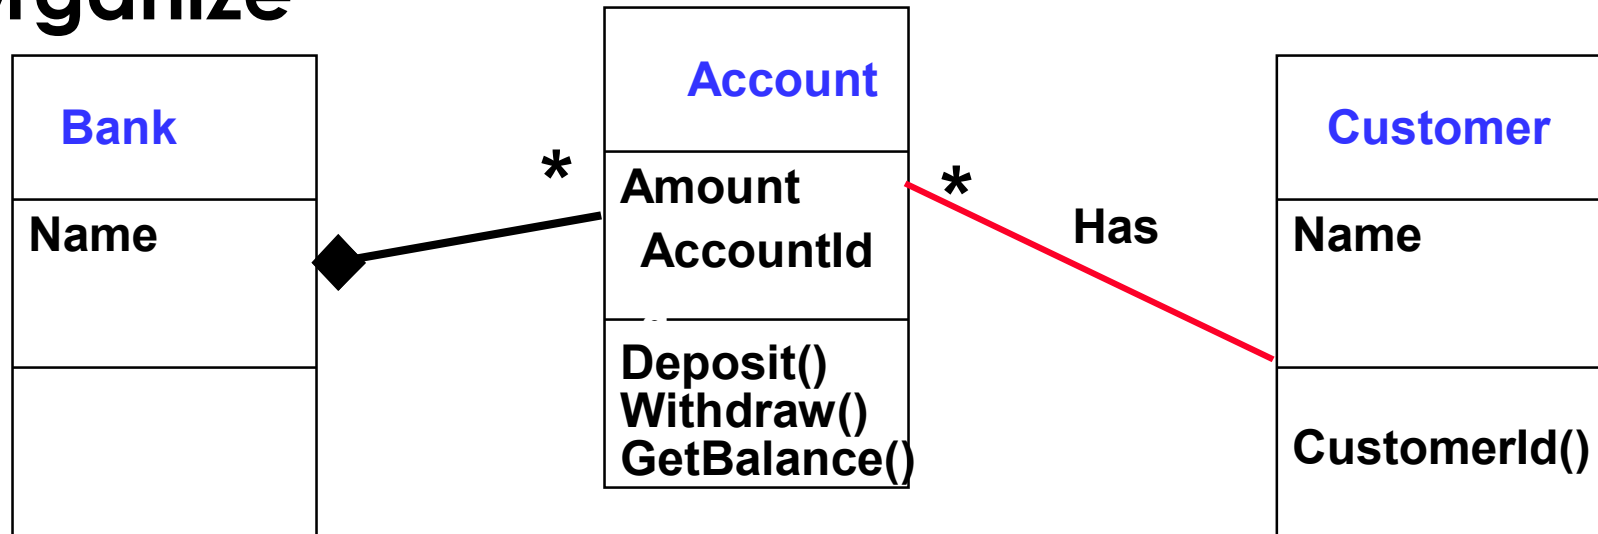 Bank
Name
*
Account
Amount
AccountId
Deposit()
Withdraw()
GetBalance()
*
Has
Customer
Name
CustomerId()